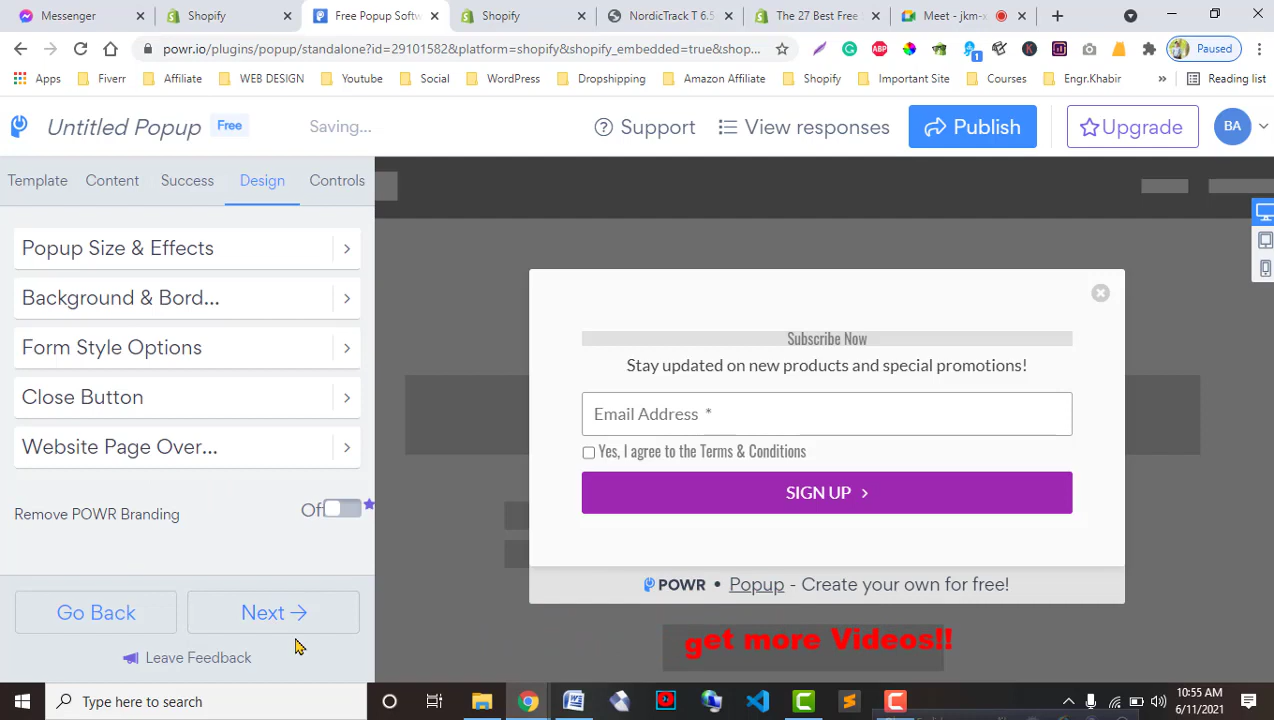 Messenger
Shopify
Free Popup Softw
Shopify
NordicTrack T 6.5
The 27 Best Free
Meet - jkm-x
Paused
powr.io/plugins/popup/standalone?id=29101582&platform=shopify&shopify_embedded=true&shop...
Apps
Fiverr
Affiliate
WEB DESIGN
Youtube
Social
WordPress
Dropshipping
Amazon Affiliate
Shopify
Important Site
Courses
Engr.Khabir
»
Reading list
Untitled Popup
Free
Saving...
Support
View responses
Publish
Upgrade
BA
Template
Content
Success
Design
Controls
Popup Size & Effects
Background & Bord...
Form Style Options
Close Button
Website Page Over...
Remove POWR Branding
Off
Go Back
Next →
Leave Feedback
Subscribe Now
Stay updated on new products and special promotions!
Email Address *
Yes, I agree to the Terms & Conditions
SIGN UP >
POWR • Popup - Create your own for free!
get more Videos!!
Type here to search
10:55 AM
6/11/2021